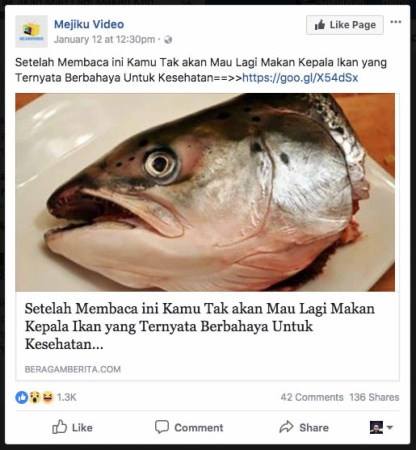 Mejiku Video
January 12 at 12:30pm ·
Like Page
Setelah Membaca ini Kamu Tak akan Mau Lagi Makan Kepala Ikan yang
Ternyata Berbahaya Untuk Kesehatan==>>https://goo.gl/X54dSx
Setelah Membaca ini Kamu Tak akan Mau Lagi Makan
Kepala Ikan yang Ternyata Berbahaya Untuk
Kesehatan...
BERAGAMBERITA.COM
1.3K
42 Comments 136 Shares
Like Comment Share